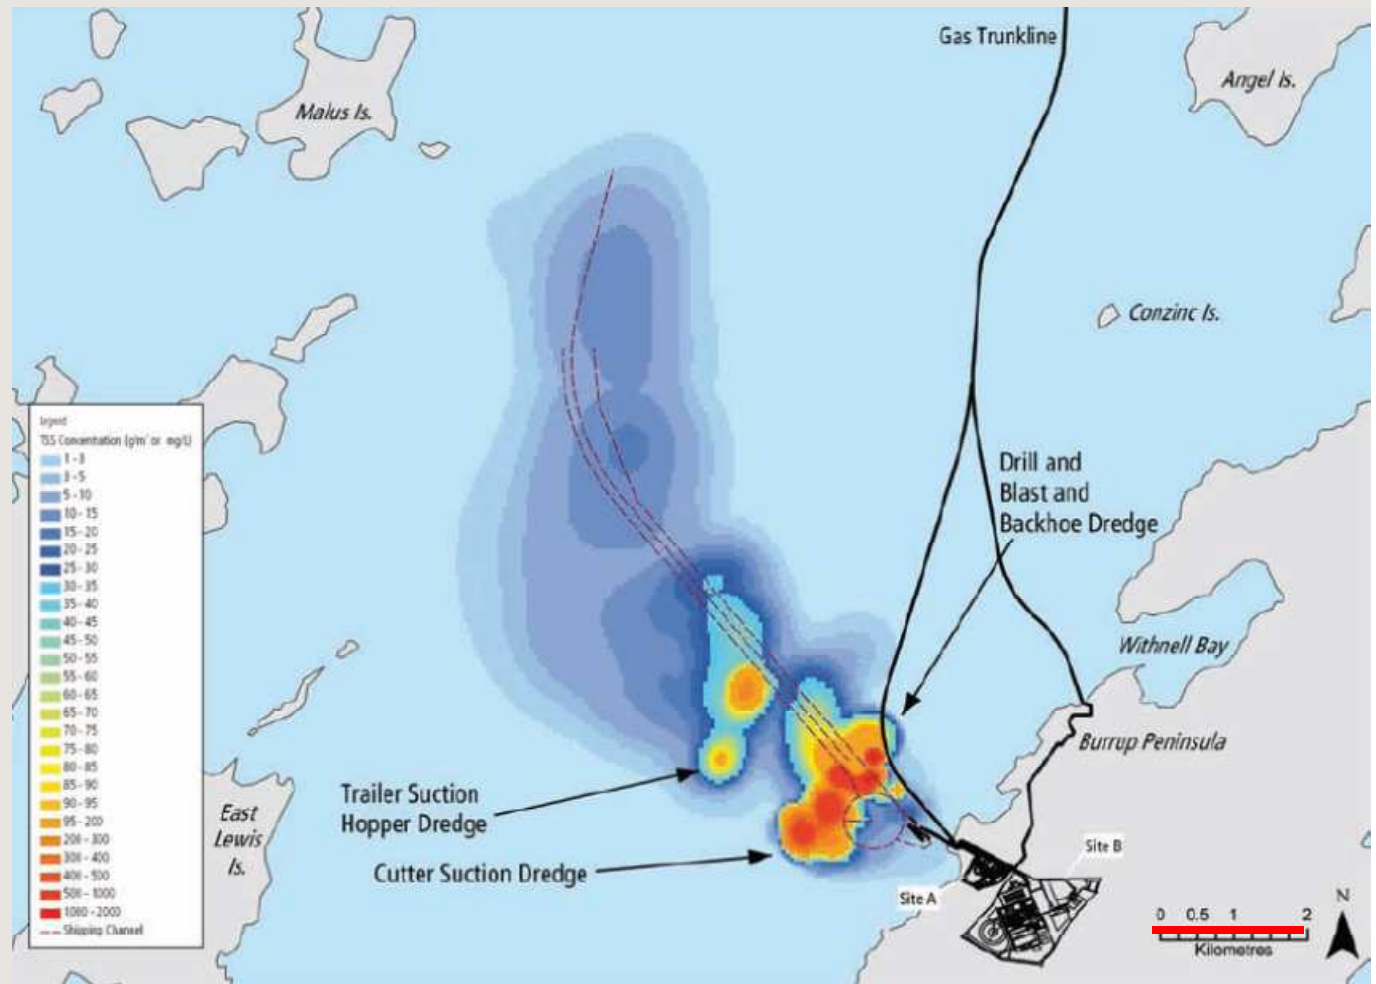 Gas Trunkline
Angel Is.
Malus Is.
Conzinc Is.
Legend
TSS Concentration (g/m³ or mg/L)
1 - 3
3 - 5
5 - 10
10 - 15
15 - 20
20 - 25
25 - 30
30 - 35
35 - 40
40 - 45
45 - 50
50 - 55
55 - 60
60 - 65
65 - 70
70 - 75
75 - 80
80 - 85
85 - 90
90 - 95
95 - 200
200 - 300
300 - 400
400 - 500
500 - 1000
1000 - 2000
Shipping Channel
Drill and
Blast and
Backhoe Dredge
Withnell Bay
Burrup Peninsula
Trailer Suction
Hopper Dredge
East
Lewis
Is.
Cutter Suction Dredge
Site B
Site A
N
0 0.5 1 2
Kilometres